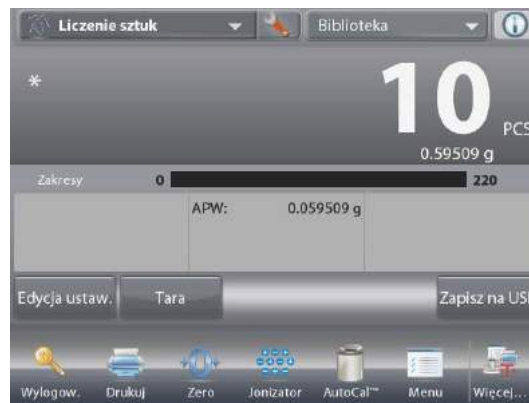 Liczenie sztuk Biblioteka
*
10 PCS
0.59509 g
Zakresy 0 220
APW: 0.059509 g
Edycja ustaw. Tara Zapisz na USB
Wylogow. Drukuj Zero Jonizator AutoCal™ Menu Więcej...